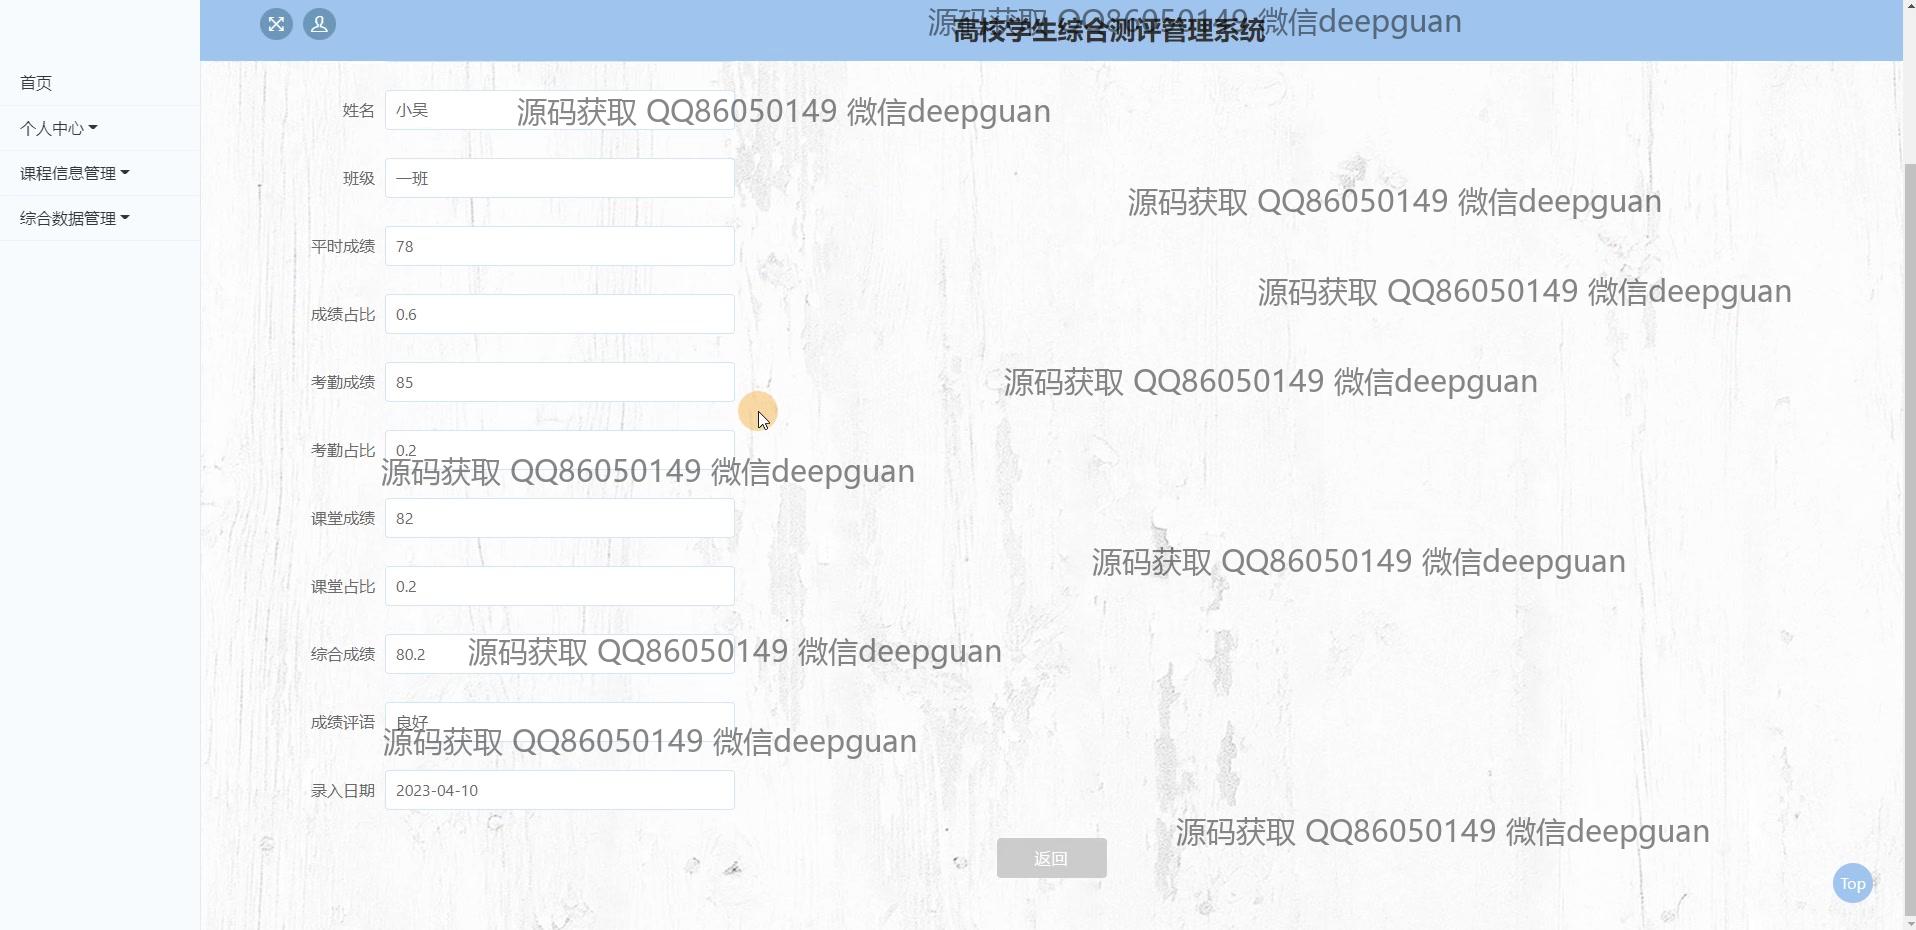 源码获取 QQ86050149 微信deepguan
高校学生综合测评管理系统
首页
个人中心
课程信息管理
综合数据管理
姓名 小吴
源码获取 QQ86050149 微信deepguan
班级 一班
源码获取 QQ86050149 微信deepguan
平时成绩 78
源码获取 QQ86050149 微信deepguan
成绩占比 0.6
考勤成绩 85
源码获取 QQ86050149 微信deepguan
考勤占比 0.2
源码获取 QQ86050149 微信deepguan
课堂成绩 82
源码获取 QQ86050149 微信deepguan
课堂占比 0.2
综合成绩 80.2
源码获取 QQ86050149 微信deepguan
成绩评语 良好
源码获取 QQ86050149 微信deepguan
录入日期 2023-04-10
源码获取 QQ86050149 微信deepguan
返回
Top